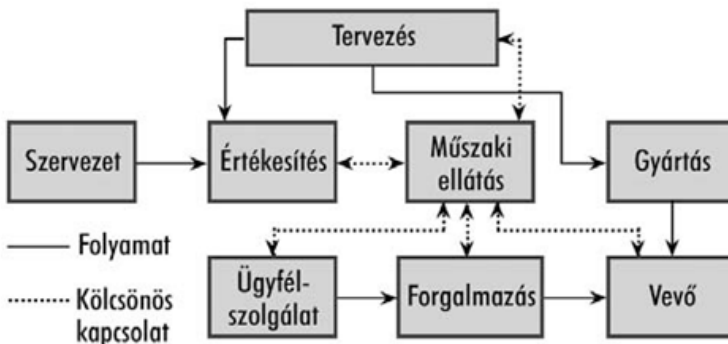 Tervezés
Szervezet
Értékesítés
Műszaki
ellátás
Gyártás
Folyamat
Kölcsönös
kapcsolat
Ügyfél-
szolgálat
Forgalmazás
Vevő